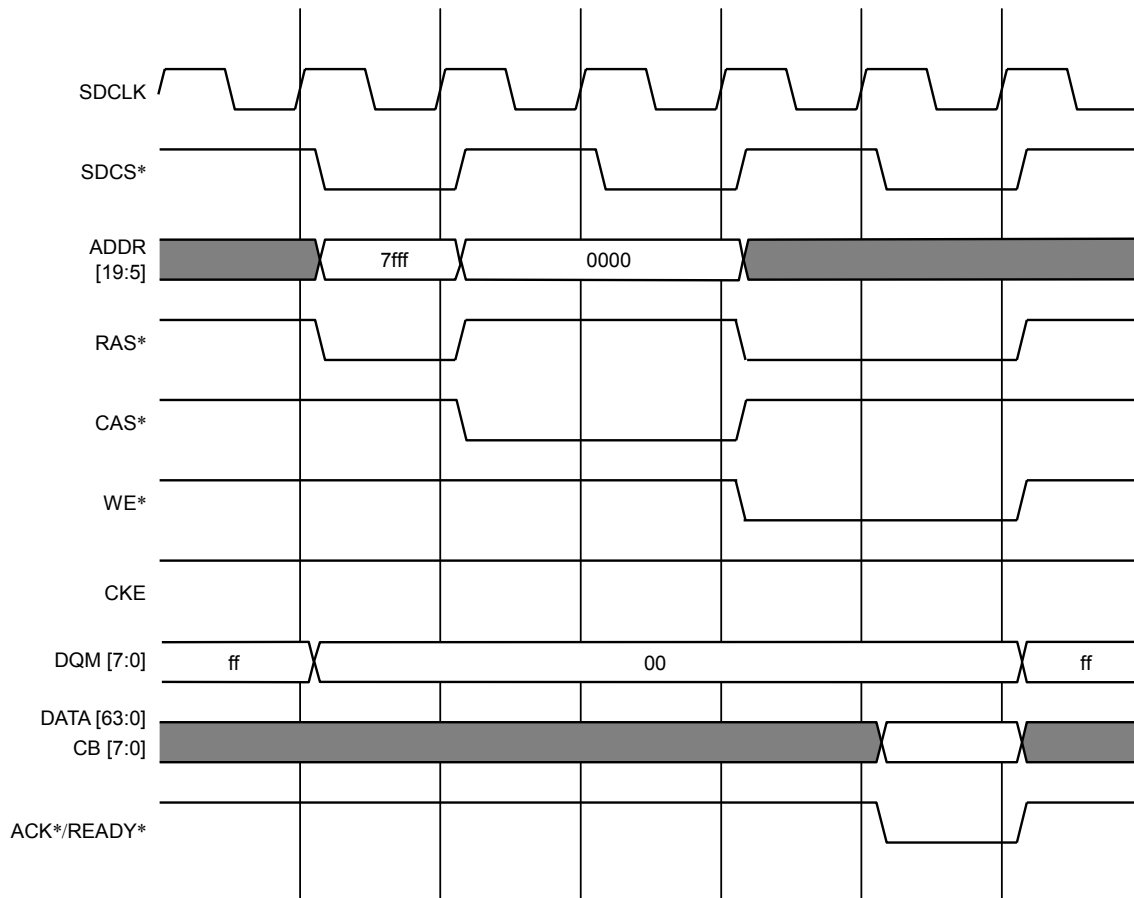 SDCLK
SDCS*
ADDR
[19:5]
7fff 0000
RAS*
CAS*
WE*
CKE
DQM [7:0]
ff 00 ff
DATA [63:0]
CB [7:0]
ACK*/READY*